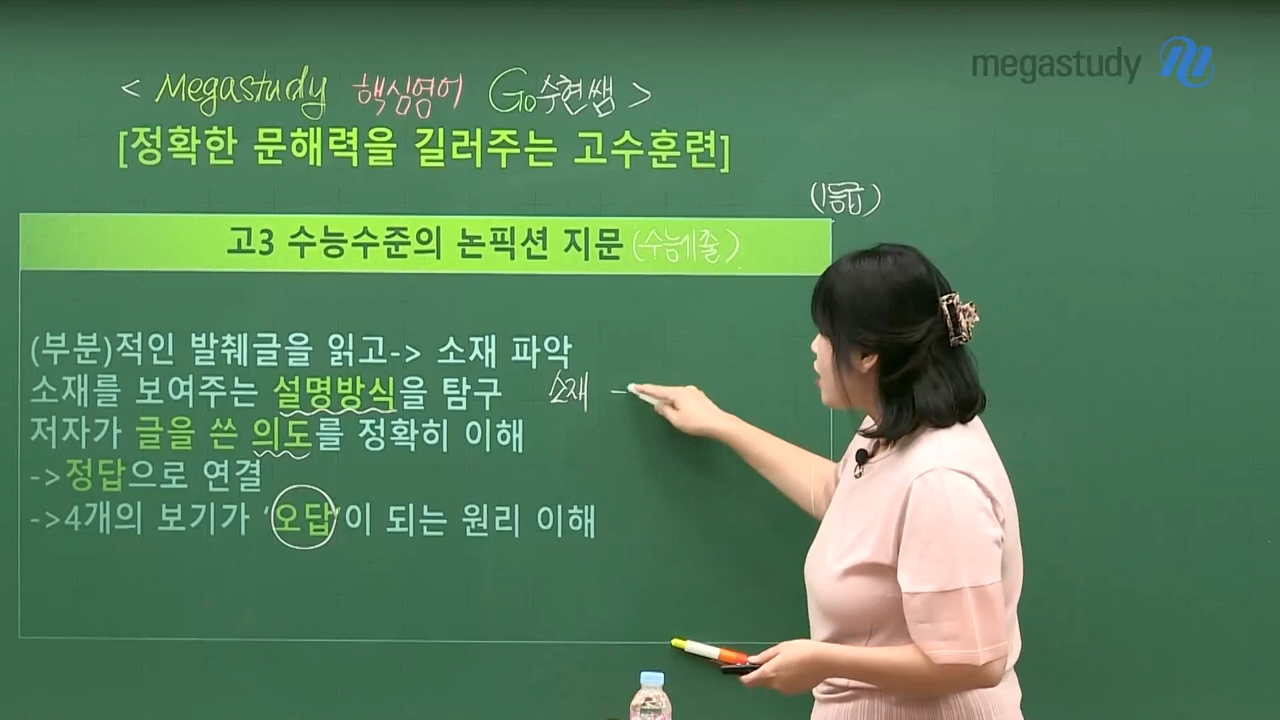 megastudy
< Megastudy 핵심영어 Go수현쌤 >
[정확한 문해력을 길러주는 고수훈련]
(1등급)
고3 수능수준의 논픽션 지문 (수능기출)
(부분)적인 발췌글을 읽고-> 소재 파악
소재를 보여주는 설명방식을 탐구 소재 -
저자가 글을 쓴 의도를 정확히 이해
->정답으로 연결
->4개의 보기가 '오답'이 되는 원리 이해